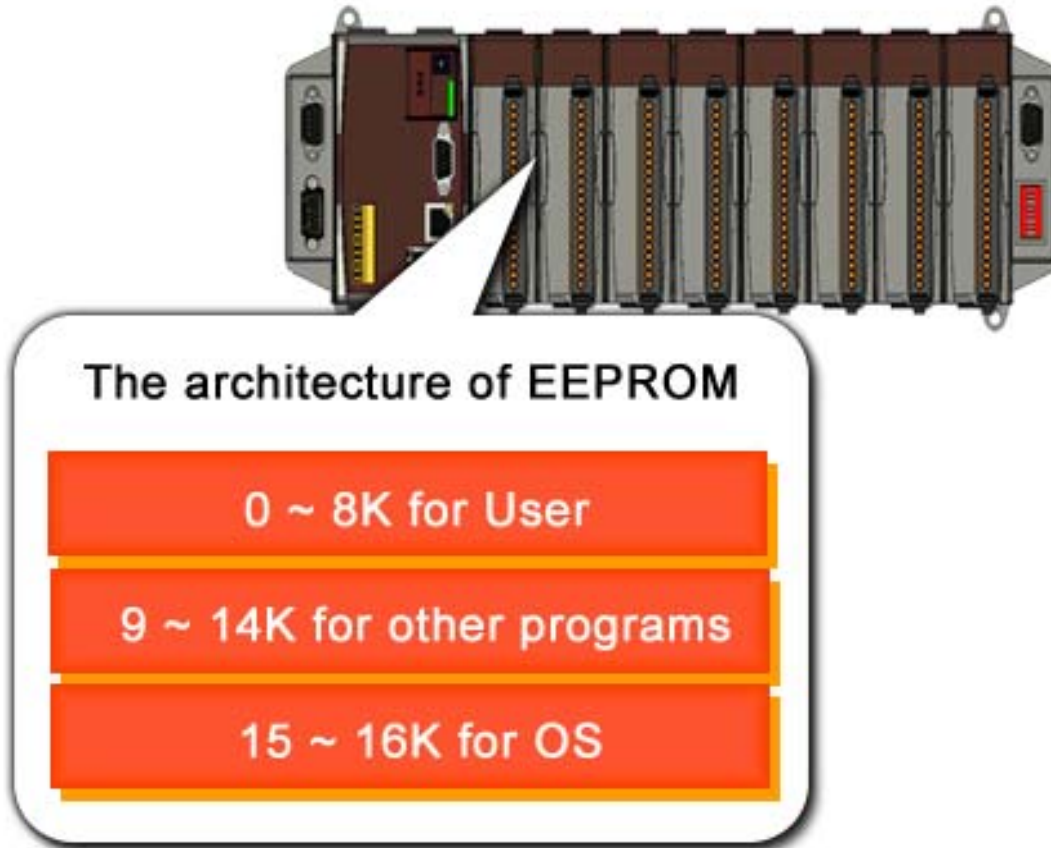 The architecture of EEPROM
0 ~ 8K for User
9 ~ 14K for other programs
15 ~ 16K for OS